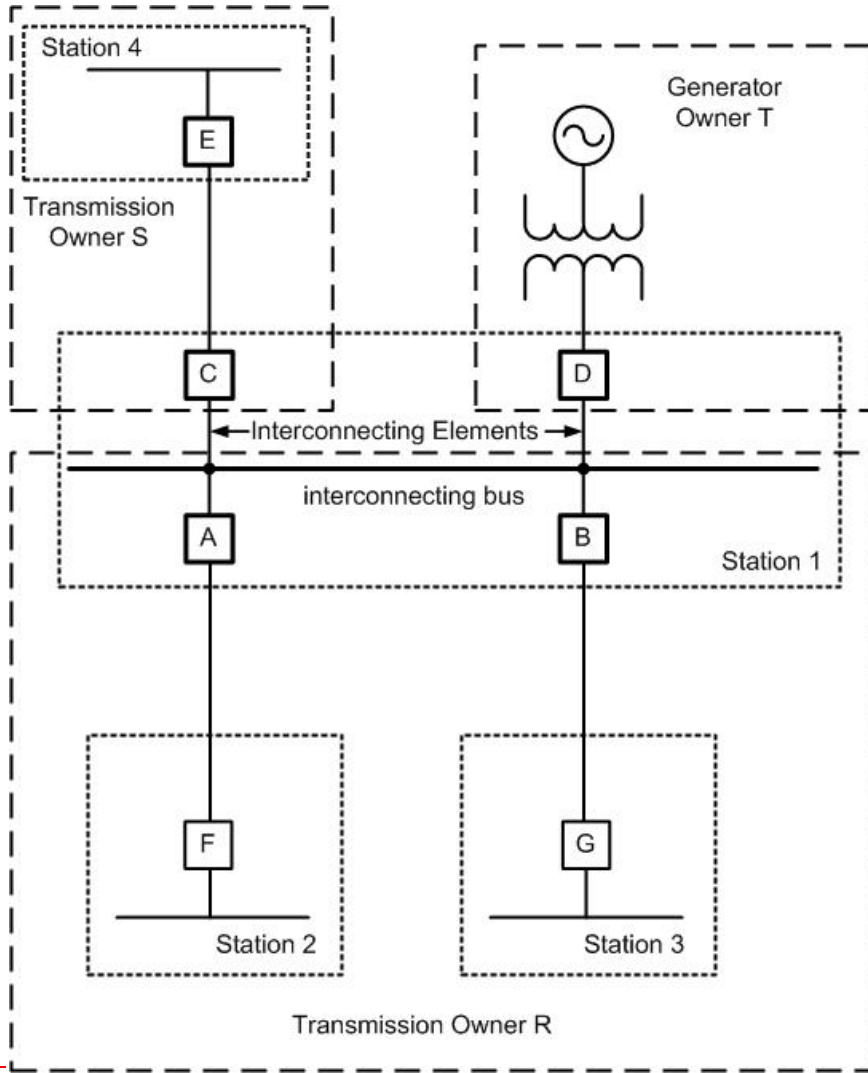 Station 4
E
Transmission
Owner S
Generator
Owner T
C
D
Interconnecting Elements
interconnecting bus
A
B
Station 1
F
G
Station 2
Station 3
Transmission Owner R